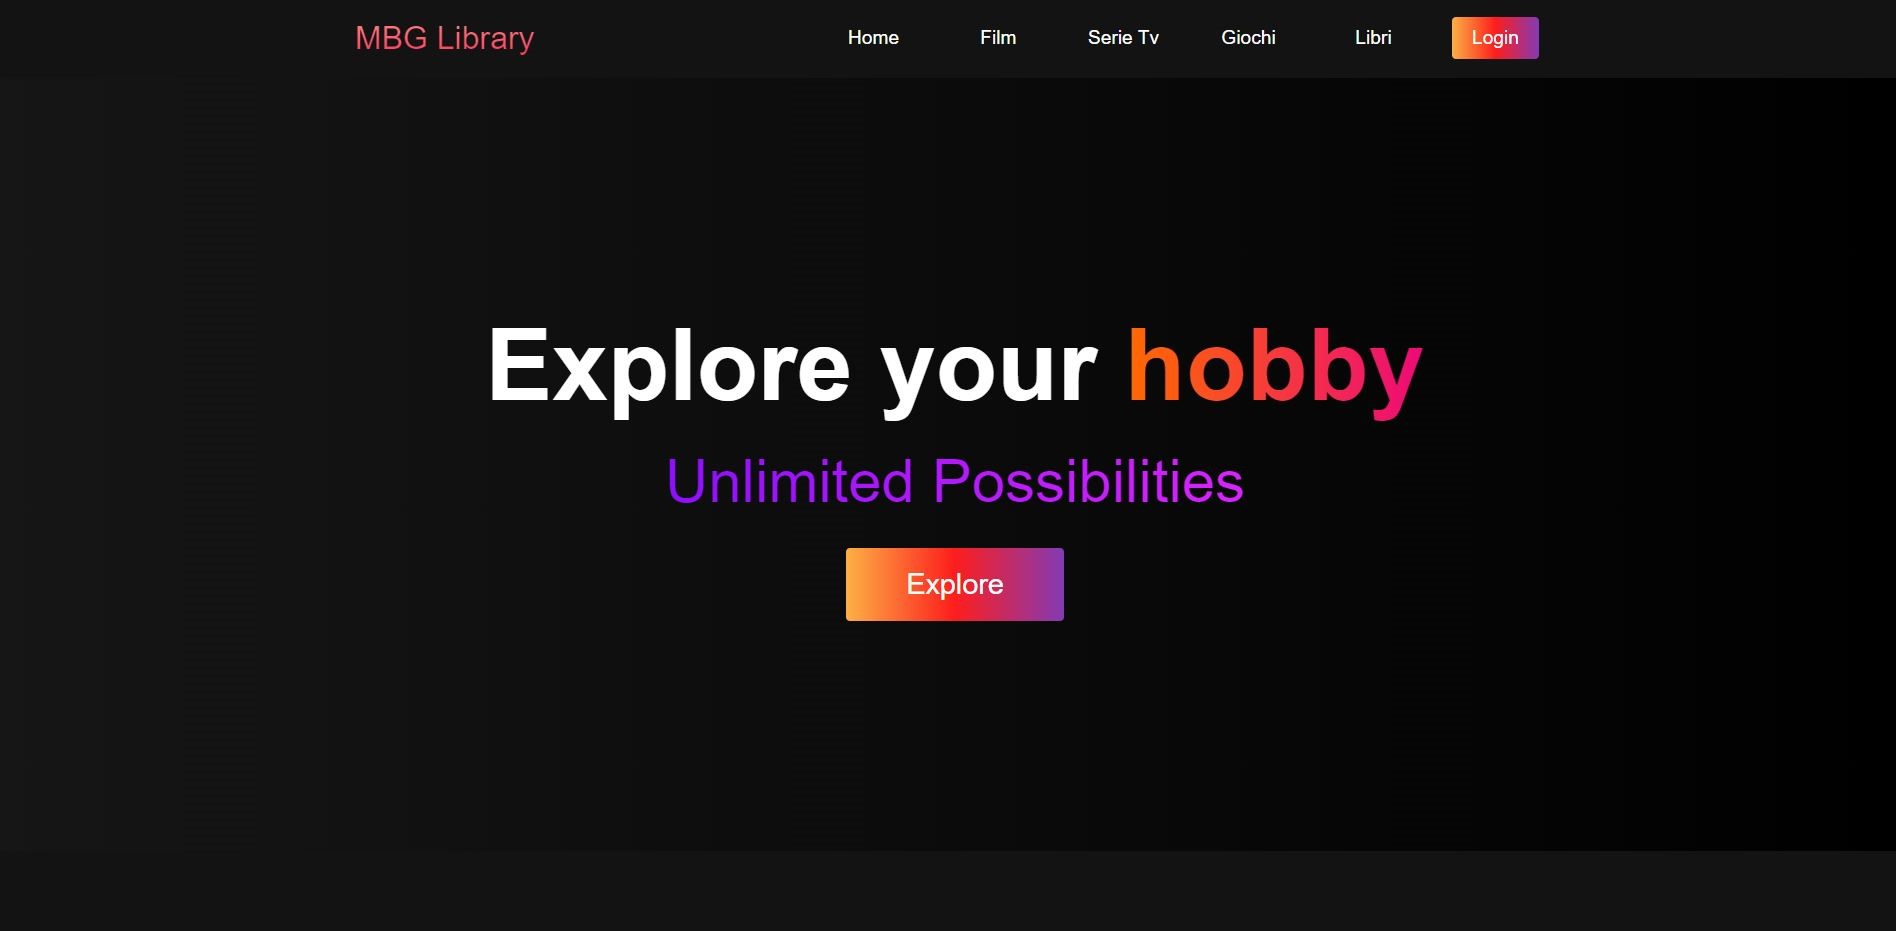 MBG Library Home Film Serie Tv Giochi Libri Login
Explore your hobby
Unlimited Possibilities
Explore